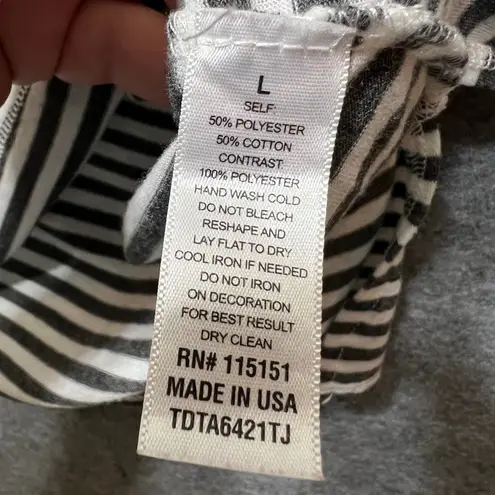 L
SELF
50% POLYESTER
50% COTTON
CONTRAST
100% POLYESTER
HAND WASH COLD
DO NOT BLEACH
RESHAPE AND
LAY FLAT TO DRY
COOL IRON IF NEEDED
DO NOT IRON
ON DECORATION
FOR BEST RESULT
DRY CLEAN
RN# 115151
MADE IN USA
TDTA6421TJ